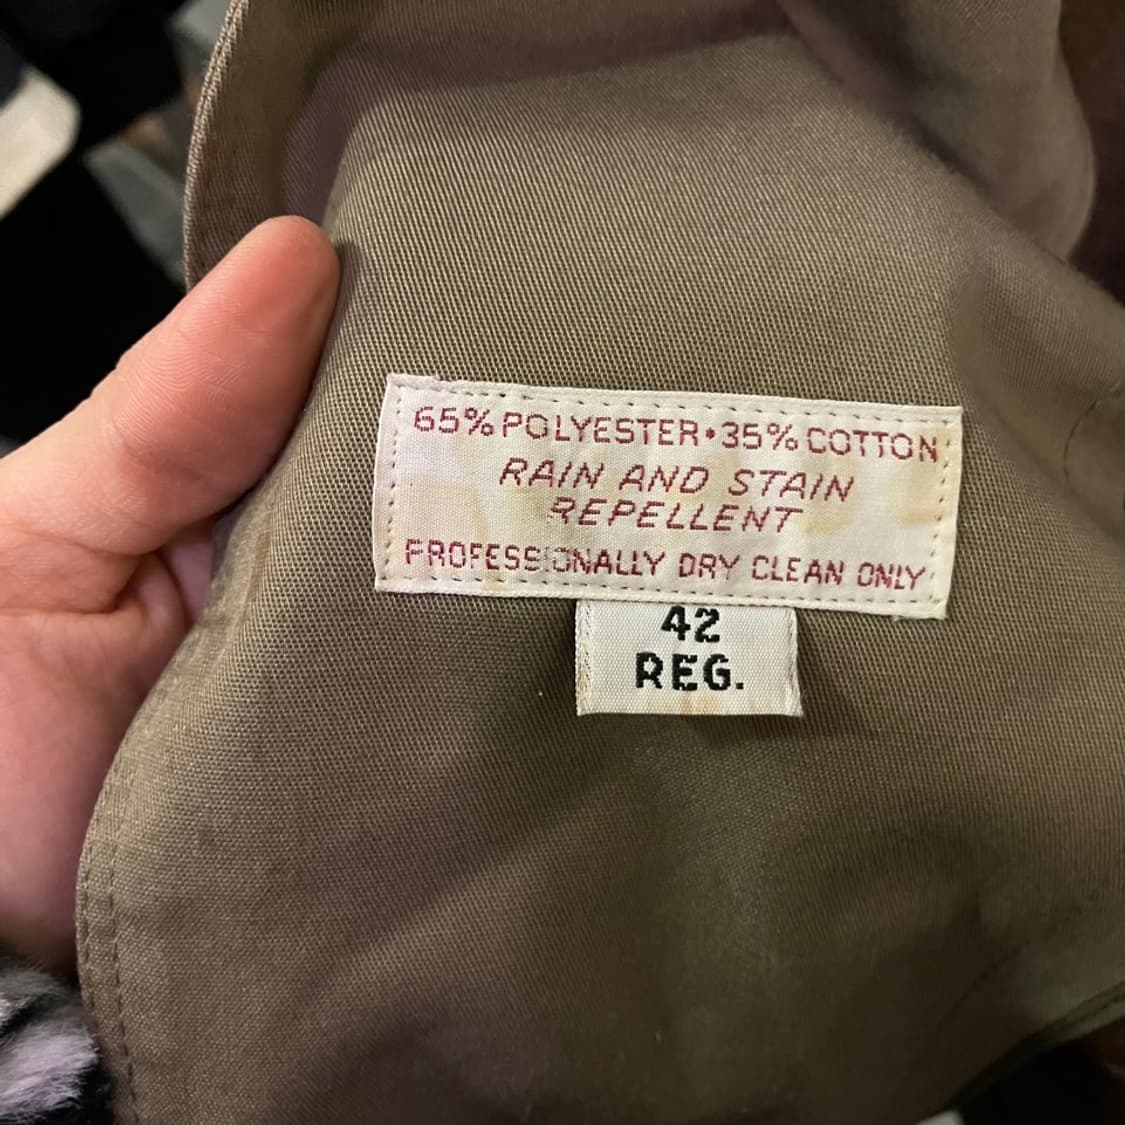 65% POLYESTER•35% COTTON
RAIN AND STAIN
REPELLENT
PROFESSIONALLY DRY CLEAN ONLY
42
REG.